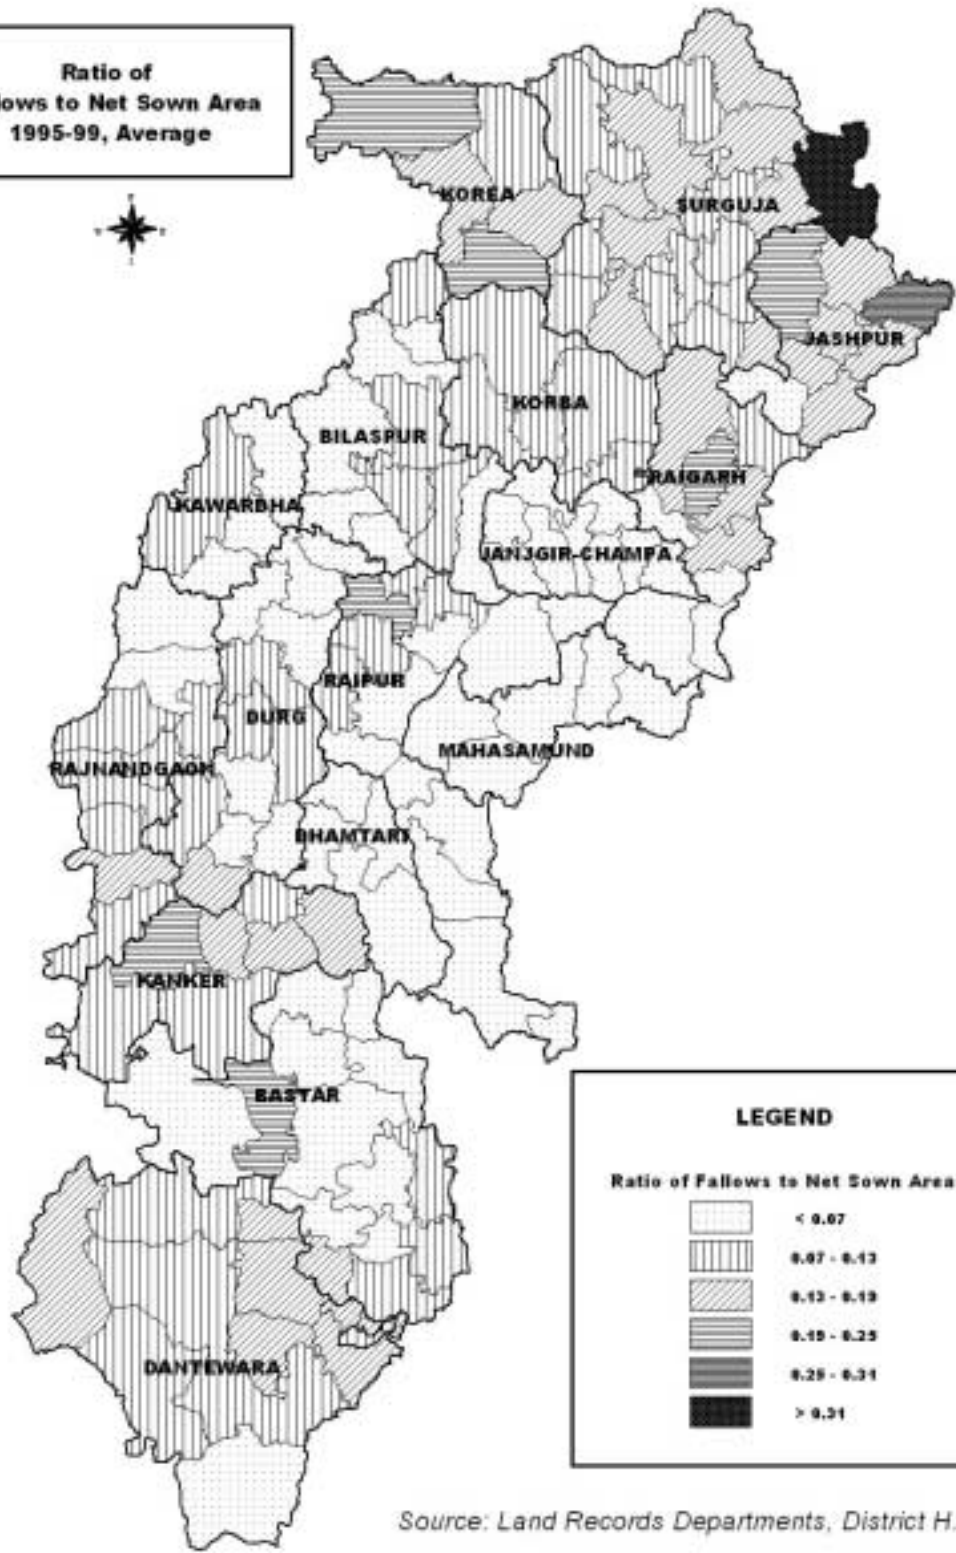 Ratio of
lows to Net Sown Area
1995-99, Average
KOREA
SURGUJA
JASHPUR
KORBA
BILASPUR
RAIGARH
KAWARDHA
JANJGIR-CHAMPA
RAIPUR
DURG
MAHASAMUND
RAJNANDGAON
DHAMTARI
KANKER
BASTAR
DANTEWARA
LEGEND
Ratio of Fallows to Net Sown Area
< 0.07
0.07 - 0.13
0.13 - 0.19
0.19 - 0.25
0.25 - 0.31
> 0.31
Source: Land Records Departments, District H.